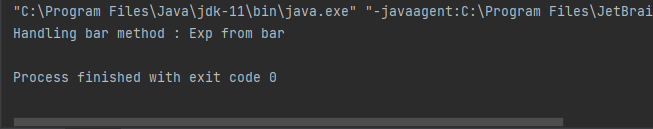 "C:\Program Files\Java\jdk-11\bin\java.exe" "-javaagent:C:\Program Files\JetBrai
Handling bar method : Exp from bar
Process finished with exit code 0